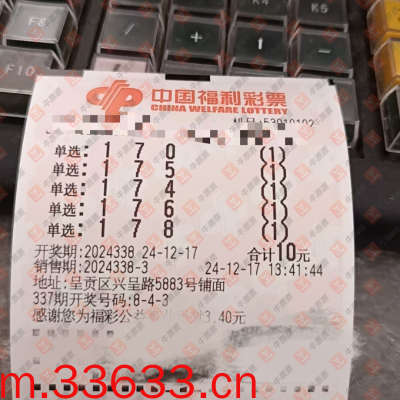 F8
F10
K5
中国福利彩票
CHINA WELFARE LOTTERY
单选: 1 7 0 (1)
单选: 1 7 5 (1)
单选: 1 7 4 (1)
单选: 1 7 6 (1)
单选: 1 7 8 (1)
开奖期:2024338 24-12-17 合计10元
销售期:2024338-3 24-12-17 13:41:44
地址:呈贡区兴呈路5883号铺面
337期开奖号码:8-4-3
感谢您为福彩公 3.40元
m.33633.cn